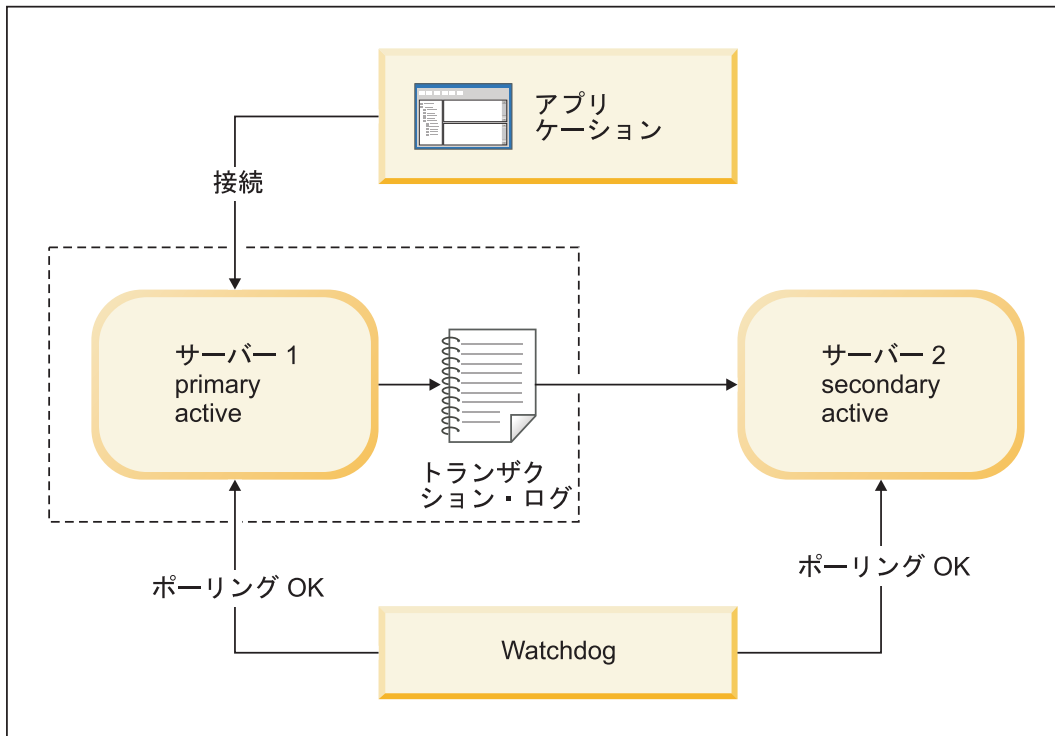 アプリ
ケーション
接続
サーバー 1
primary
active
トランザク
ション・ログ
サーバー 2
secondary
active
ポーリング OK
ポーリング OK
Watchdog